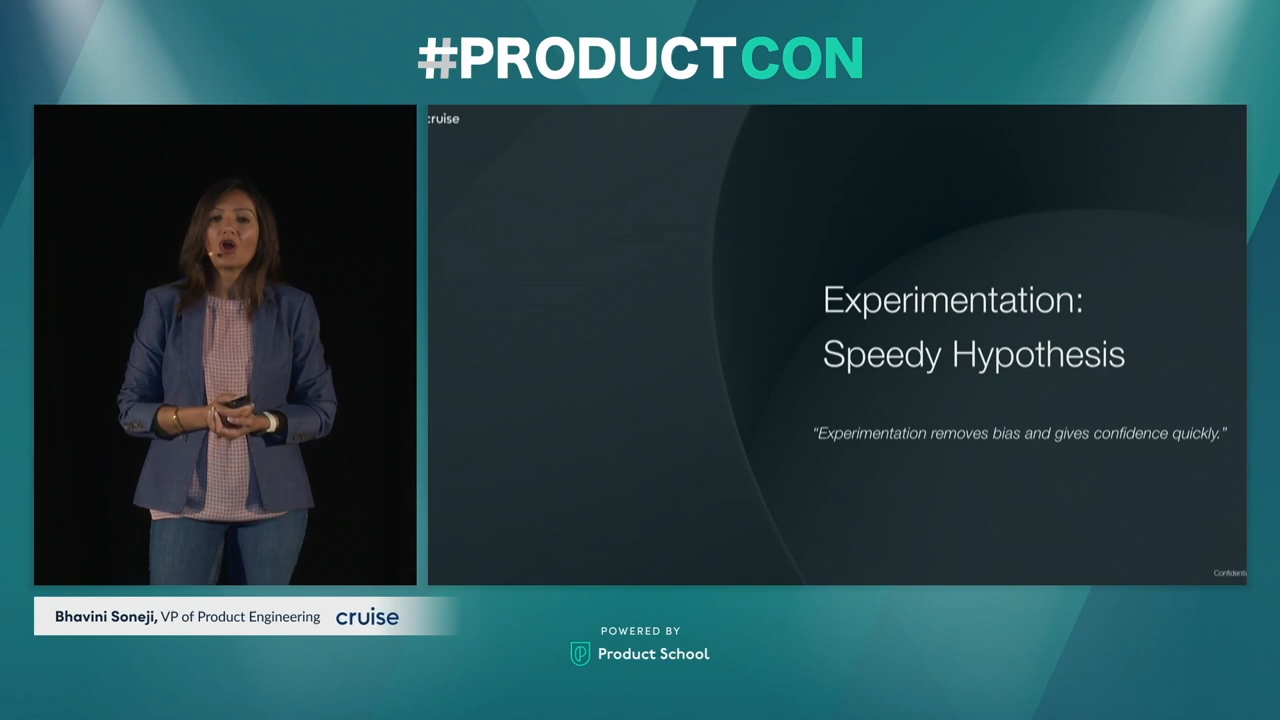 #PRODUCTCON
cruise
Experimentation:
Speedy Hypothesis
“Experimentation removes bias and gives confidence quickly.”
Bhavini Soneji, VP of Product Engineering cruise
POWERED BY
Product School